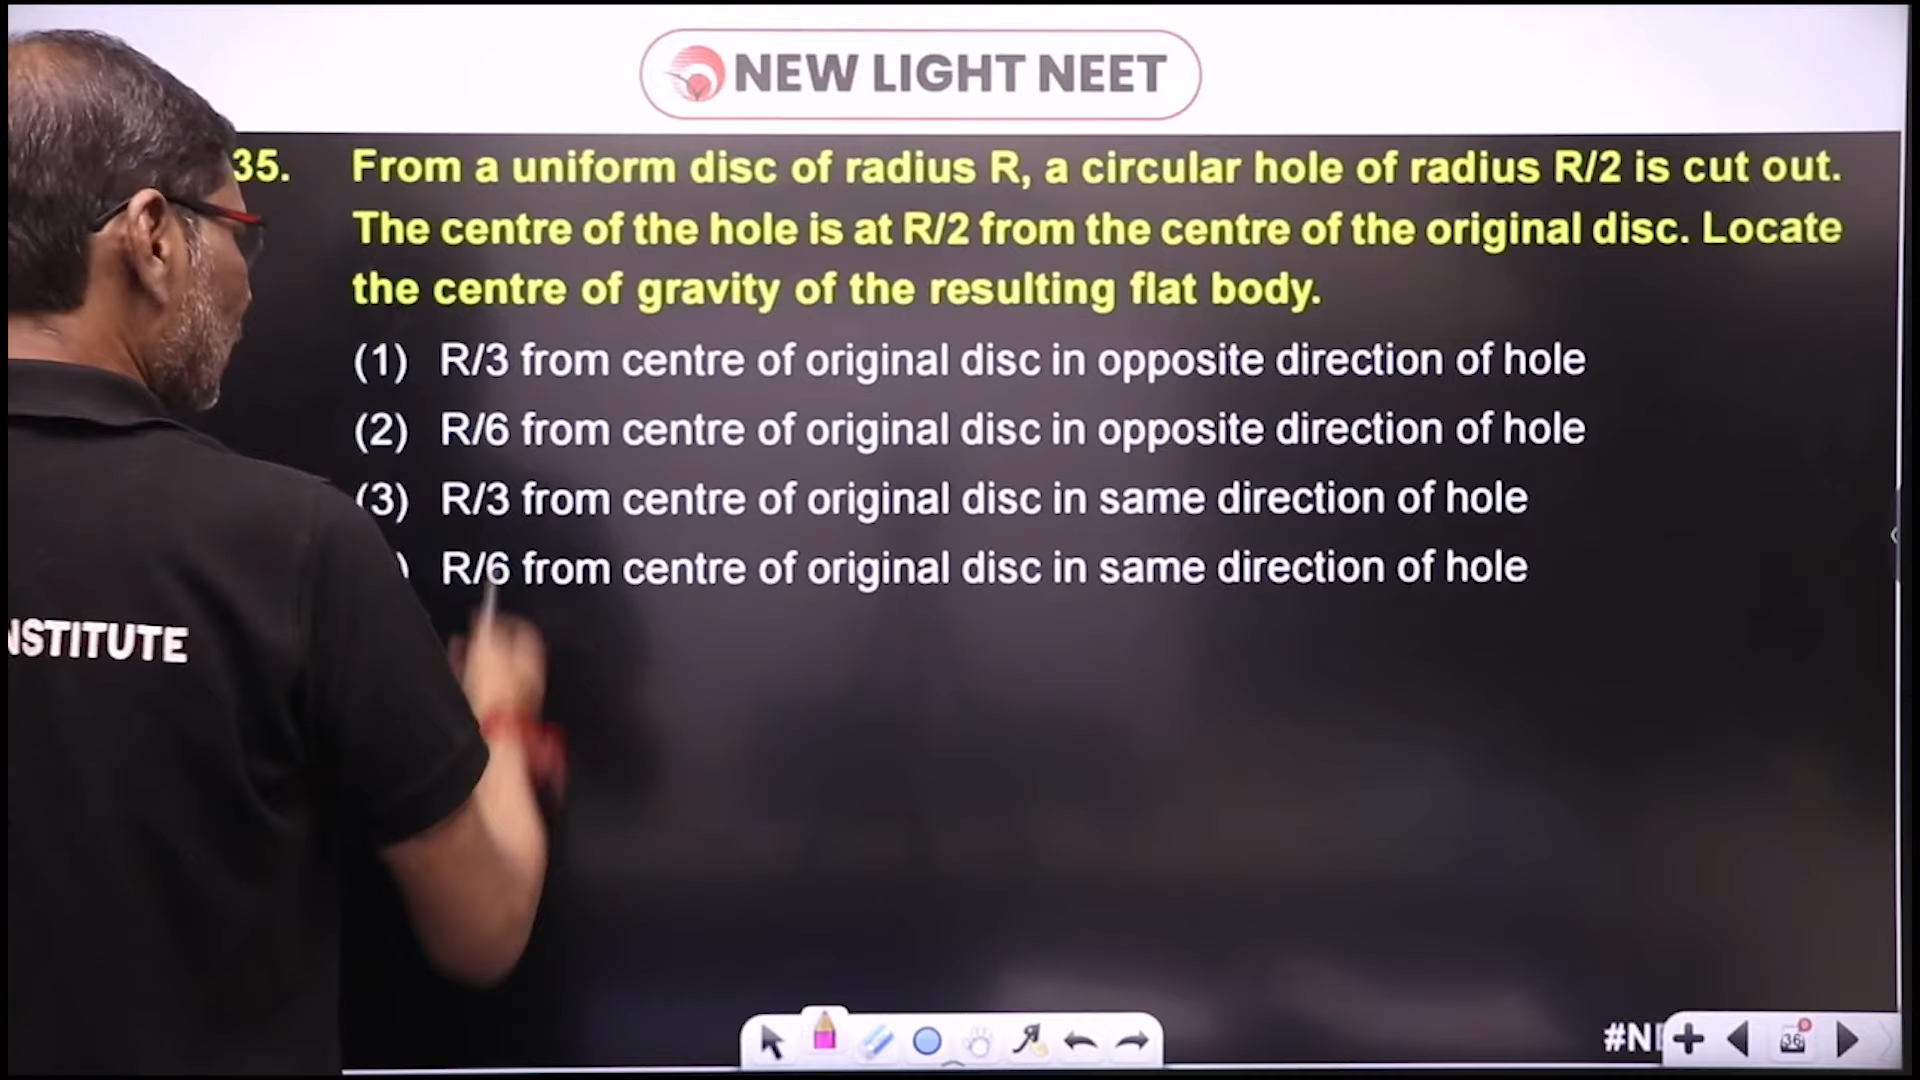 NEW LIGHT NEET
35. From a uniform disc of radius R, a circular hole of radius R/2 is cut out.
The centre of the hole is at R/2 from the centre of the original disc. Locate
the centre of gravity of the resulting flat body.
(1) R/3 from centre of original disc in opposite direction of hole
(2) R/6 from centre of original disc in opposite direction of hole
(3) R/3 from centre of original disc in same direction of hole
) R/6 from centre of original disc in same direction of hole
NSTITUTE
#N
36